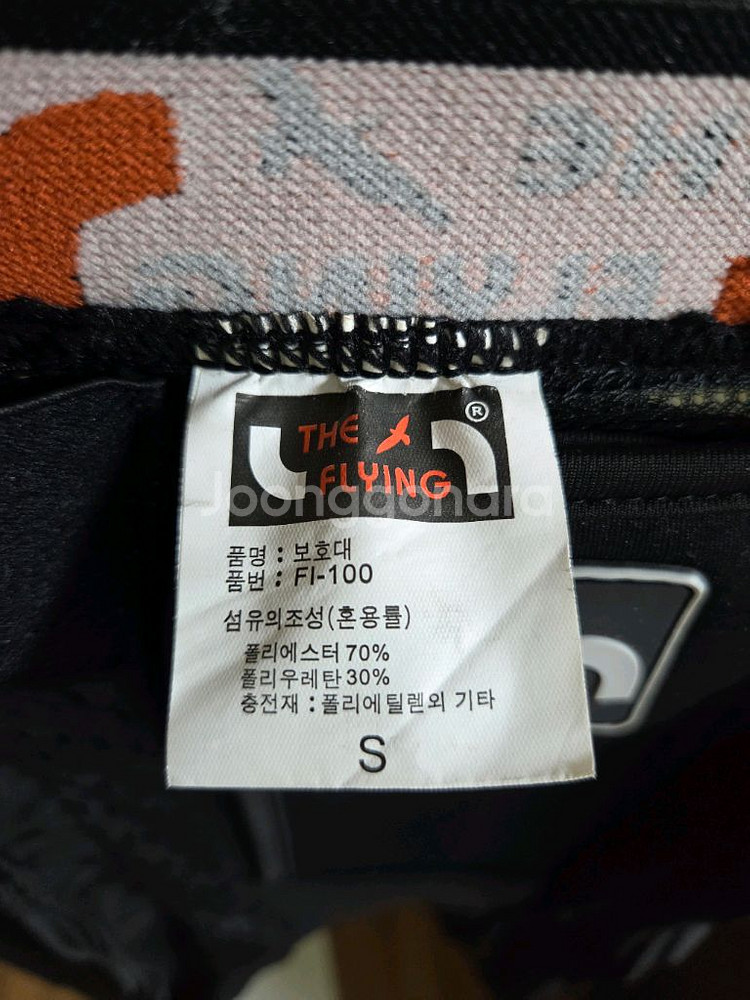 THE
FLYING
®
Joonggonara
품명 : 보호대
품번 : FI-100
섬유의조성(혼용률)
폴리에스터 70%
폴리우레탄 30%
충전재 : 폴리에틸렌외 기타
S